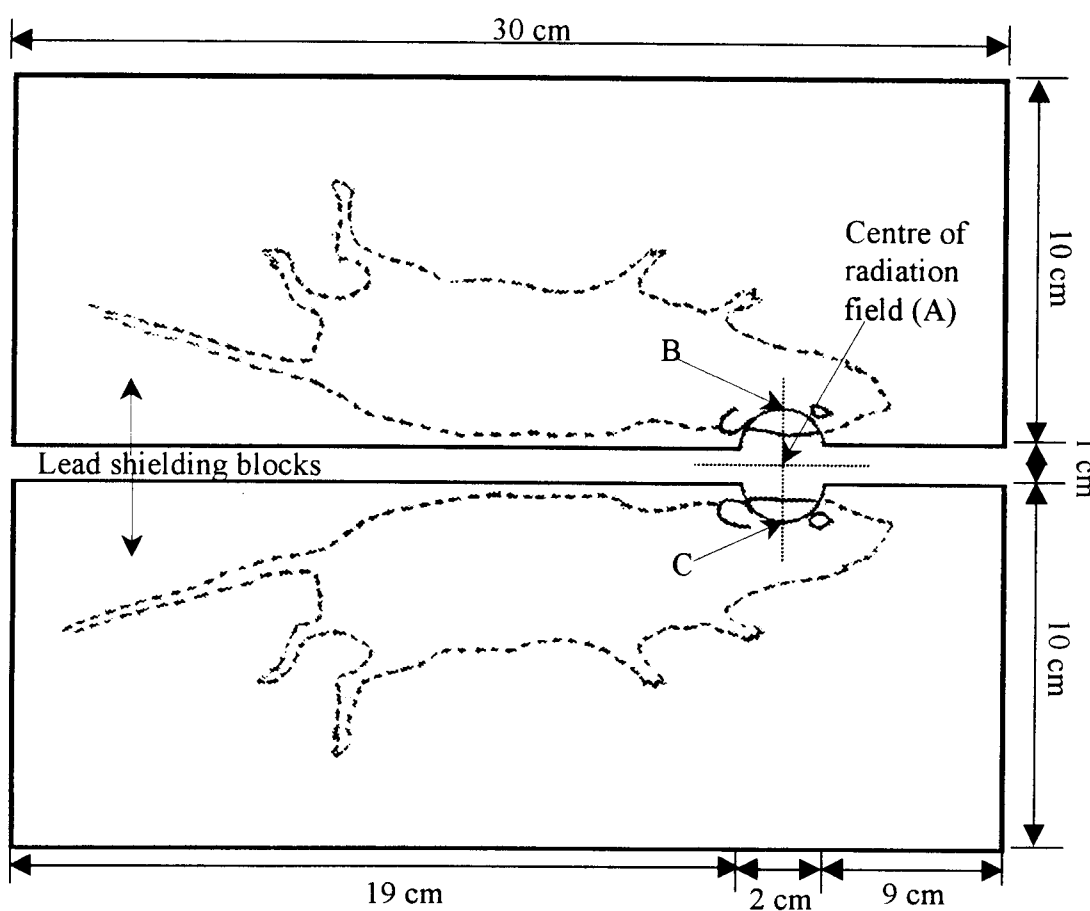 30 cm
Centre of
radiation
field (A)
10 cm
B
Lead shielding blocks
1 cm
C
10 cm
19 cm
2 cm
9 cm